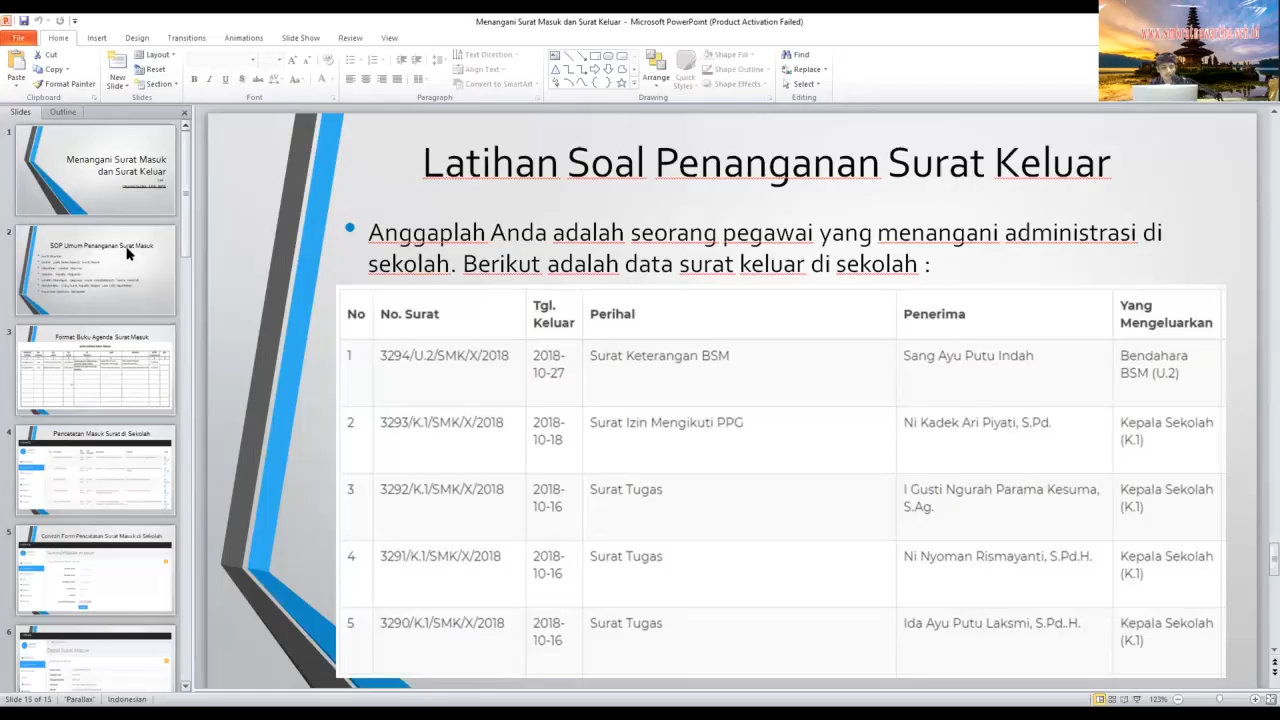 Menangani Surat Masuk dan Surat Keluar - Microsoft PowerPoint (Product Activation Failed)
File Home Insert Design Transitions Animations Slide Show Review View
Cut
Copy
Format Painter
Paste
Clipboard
New
Slide
Layout
Reset
Section
Slides
Font
Text Direction
Align Text
Convert to SmartArt
Paragraph
Arrange
Quick
Styles
Shape Fill
Shape Outline
Shape Effects
Drawing
Find
Replace
Select
Editing
Slides Outline
1
Menangani Surat Masuk
dan Surat Keluar
2
SOP Umum Penanganan Surat Masuk
3
Format Buku Agenda Surat Masuk
4
Pencatatan Masuk Surat di Sekolah
5
Contoh Form Pencatatan Surat Masuk di Sekolah
6
Latihan Soal Penanganan Surat Keluar
Anggaplah Anda adalah seorang pegawai yang menangani administrasi di
sekolah. Berikut adalah data surat keluar di sekolah :
No No. Surat Tgl. Keluar Perihal Penerima Yang Mengeluarkan
1 3294/U.2/SMK/X/2018 2018-10-27 Surat Keterangan BSM Sang Ayu Putu Indah Bendahara BSM (U.2)
2 3293/K.1/SMK/X/2018 2018-10-18 Surat Izin Mengikuti PPG Ni Kadek Ari Piyati, S.Pd. Kepala Sekolah (K.1)
3 3292/K.1/SMK/X/2018 2018-10-16 Surat Tugas I Gusti Ngurah Parama Kesuma, S.Ag. Kepala Sekolah (K.1)
4 3291/K.1/SMK/X/2018 2018-10-16 Surat Tugas Ni Nyoman Rismayanti, S.Pd.H. Kepala Sekolah (K.1)
5 3290/K.1/SMK/X/2018 2018-10-16 Surat Tugas Ida Ayu Putu Laksmi, S.Pd..H. Kepala Sekolah (K.1)
Slide 15 of 15 "Parallax" Indonesian
123%